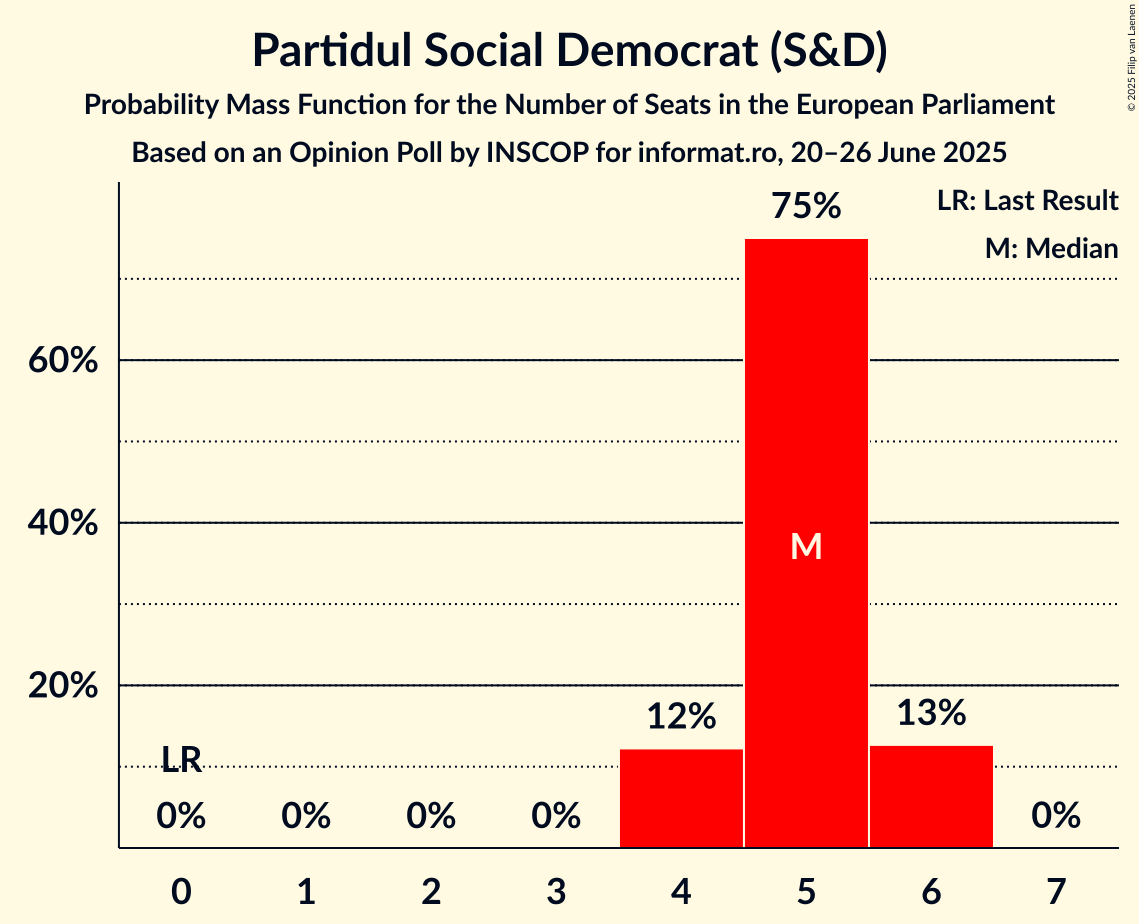 Partidul Social Democrat (S&D)
Probability Mass Function for the Number of Seats in the European Parliament
Based on an Opinion Poll by INSCOP for informat.ro, 20–26 June 2025
© 2025 Filip van Laenen
LR: Last Result
M: Median
75%
60%
40%
M
20%
12%
13%
LR
0%
0%
0%
0%
0%
0 1 2 3 4 5 6 7